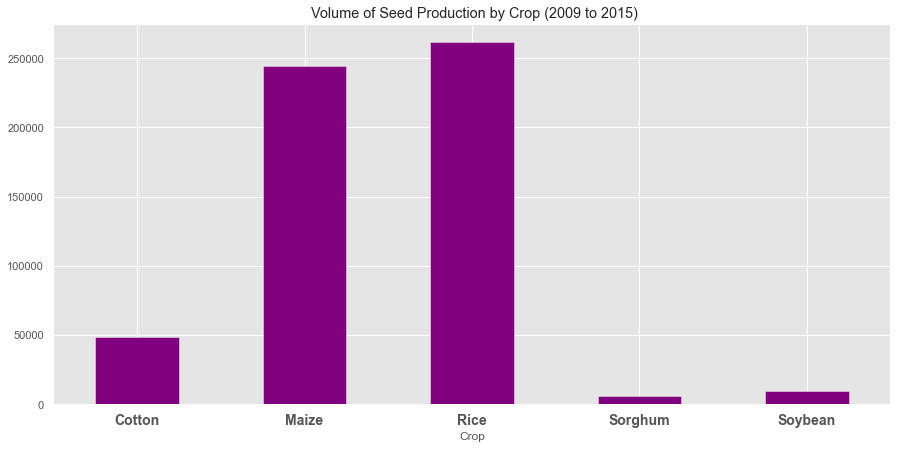 Volume of Seed Production by Crop (2009 to 2015)
250000
200000
150000
100000
50000
0
Cotton Maize Rice Sorghum Soybean
Crop